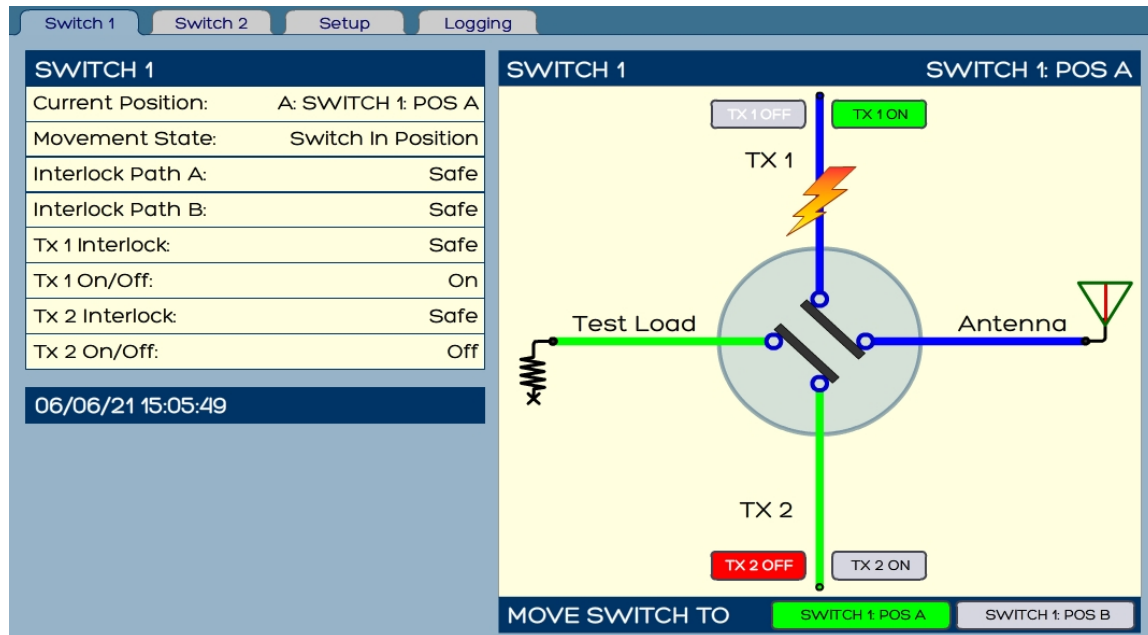 Switch 1 Switch 2 Setup Logging
SWITCH 1
Current Position: A: SWITCH 1: POS A
Movement State: Switch In Position
Interlock Path A: Safe
Interlock Path B: Safe
Tx 1 Interlock: Safe
Tx 1 On/Off: On
Tx 2 Interlock: Safe
Tx 2 On/Off: Off
06/06/21 15:05:49
SWITCH 1 SWITCH 1: POS A
TX 1 OFF TX 1 ON
TX 1
Test Load Antenna
TX 2
TX 2 OFF TX 2 ON
MOVE SWITCH TO SWITCH 1: POS A SWITCH 1: POS B